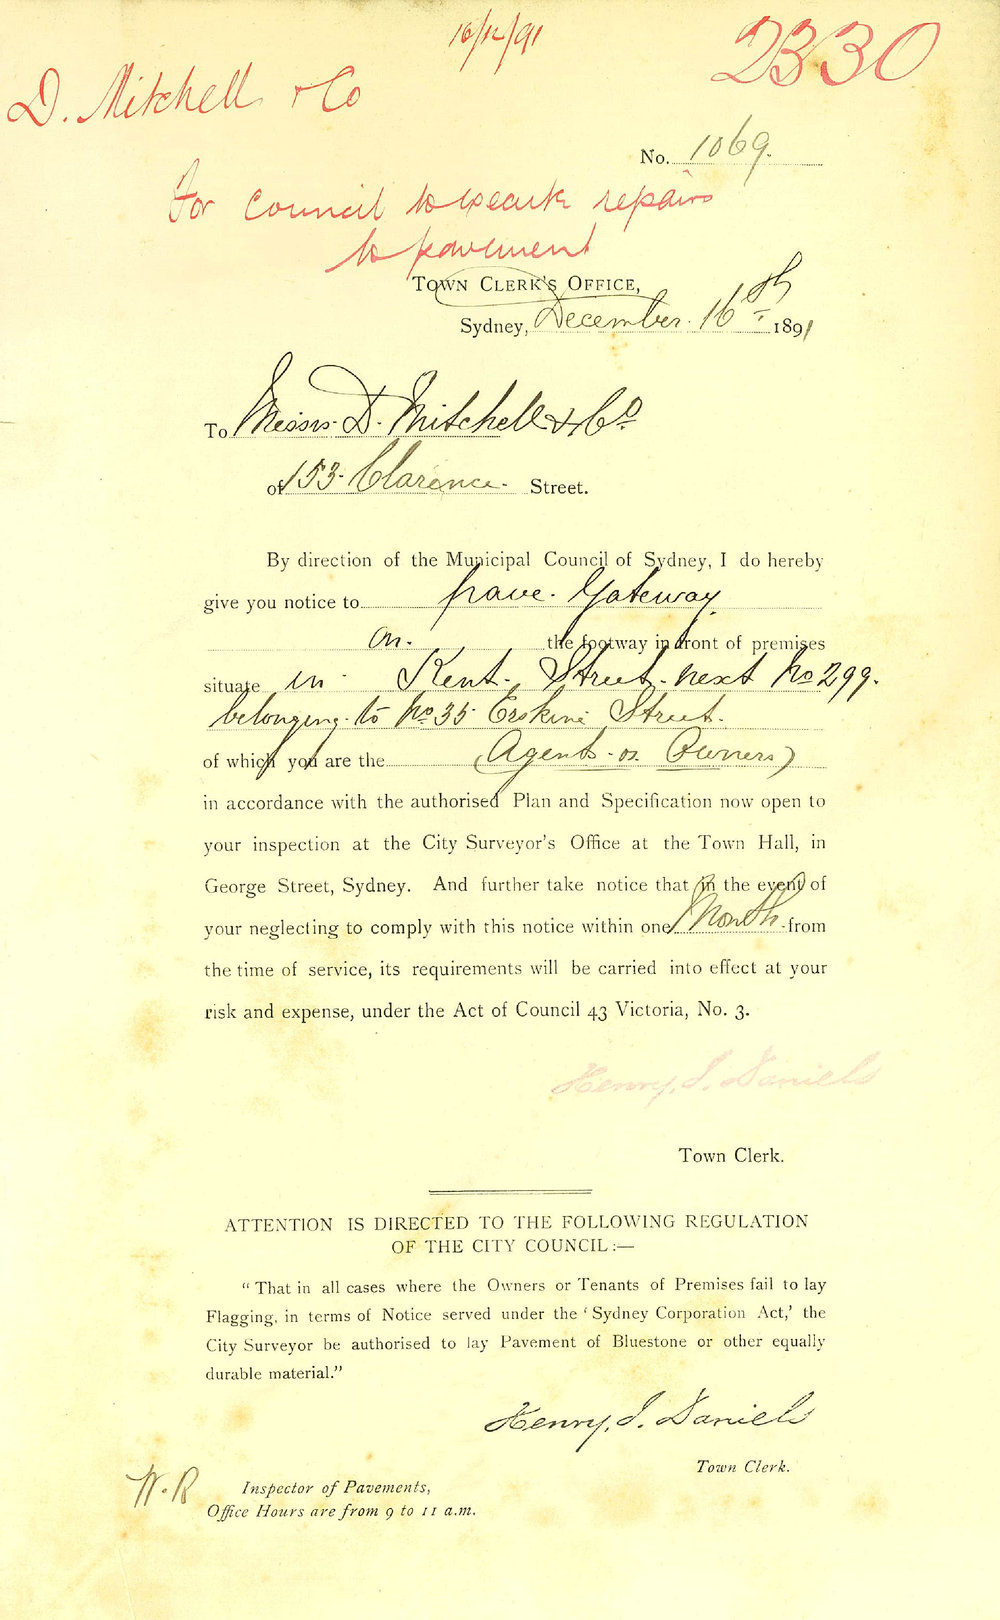 16/12/91
2330
D. Mitchell & Co
No. 1069.
For Council to execute repairs
to pavement
TOWN CLERK'S OFFICE,
Sydney, December. 16th 1891
To Messrs. D. Mitchell & Co.
of 153. Clarence. Street.
By direction of the Municipal Council of Sydney, I do hereby
give you notice to pave. Gateway
on. the footway in front of premises
situate in Kent. Street. next No 299.
belonging. to No. 35 Erskine Street.
of which you are the (Agents. or. Owners)
in accordance with the authorised Plan and Specification now open to
your inspection at the City Surveyor's Office at the Town Hall, in
George Street, Sydney. And further take notice that in the event of
your neglecting to comply with this notice within one Month from
the time of service, its requirements will be carried into effect at your
risk and expense, under the Act of Council 43 Victoria, No. 3.
Henry. J. Daniels
Town Clerk.
ATTENTION IS DIRECTED TO THE FOLLOWING REGULATION
OF THE CITY COUNCIL:—
"That in all cases where the Owners or Tenants of Premises fail to lay
Flagging, in terms of Notice served under the 'Sydney Corporation Act,' the
City Surveyor be authorised to lay Pavement of Bluestone or other equally
durable material."
Henry. J. Daniels
Town Clerk.
W. B
Inspector of Pavements,
Office Hours are from 9 to 11 a.m.